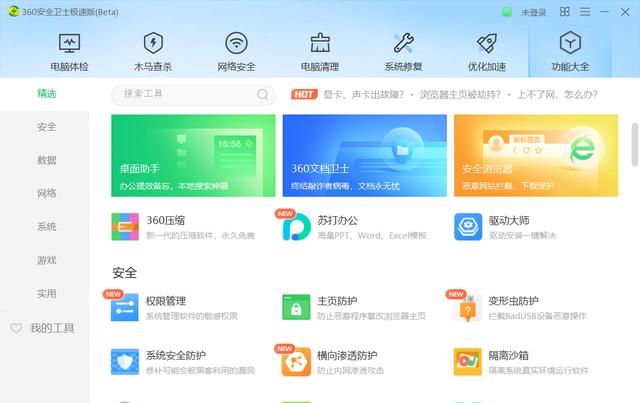 360安全卫士极速版(Beta)
未登录
电脑体检
木马查杀
网络安全
电脑清理
系统修复
优化加速
功能大全
精选
安全
数据
网络
系统
游戏
实用
我的工具
搜索工具
HOT 显卡、声卡出故障? · 浏览器主页被劫持? · 上不了网,怎么办?
桌面助手
办公提效备忘,本地搜索神器
16:56
360文档卫士
终结敲诈者病毒,文档永无忧
安全浏览器
恶意网站拦截,下载保护
新标签页
360压缩
新一代的压缩软件,永久免费
NEW
苏打办公
海量PPT、Word、Excel模板
驱动大师
驱动安装一键解决
安全
NEW
权限管理
系统管理软件的敏感权限
主页防护
防止恶意程序篡改浏览器主页
NEW
变形虫防护
拦截BadUSB设备恶意操作
系统安全防护
修补可能会被黑客利用的漏洞
NEW
横向渗透防护
防止内网渗透攻击
隔离沙箱
隔离系统真实环境运行软件